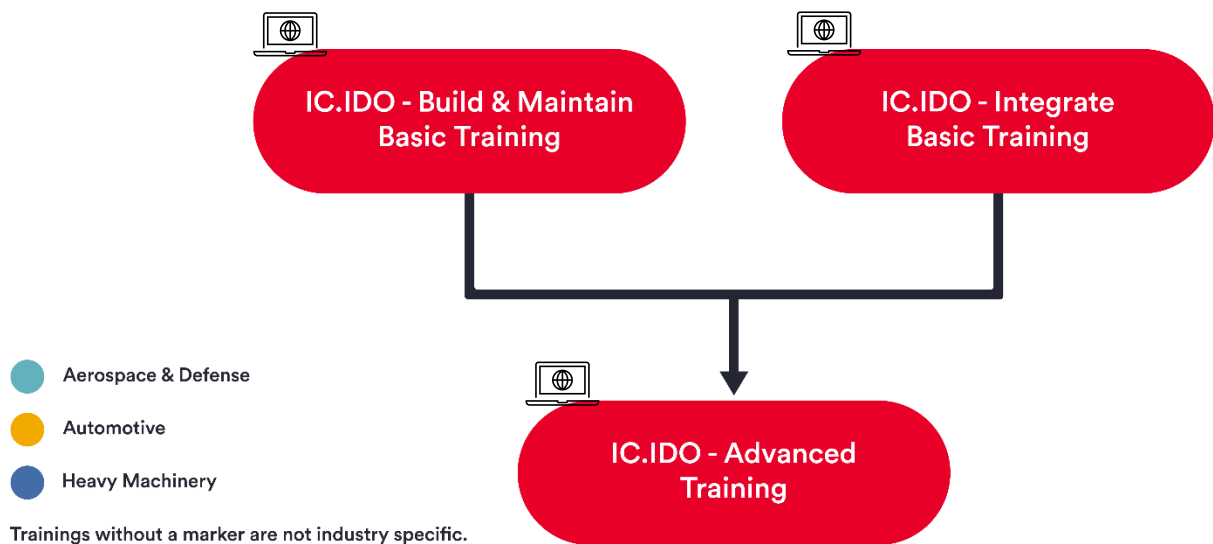 IC.IDO - Build & Maintain
Basic Training
IC.IDO - Integrate
Basic Training
IC.IDO - Advanced
Training
Aerospace & Defense
Automotive
Heavy Machinery
Trainings without a marker are not industry specific.